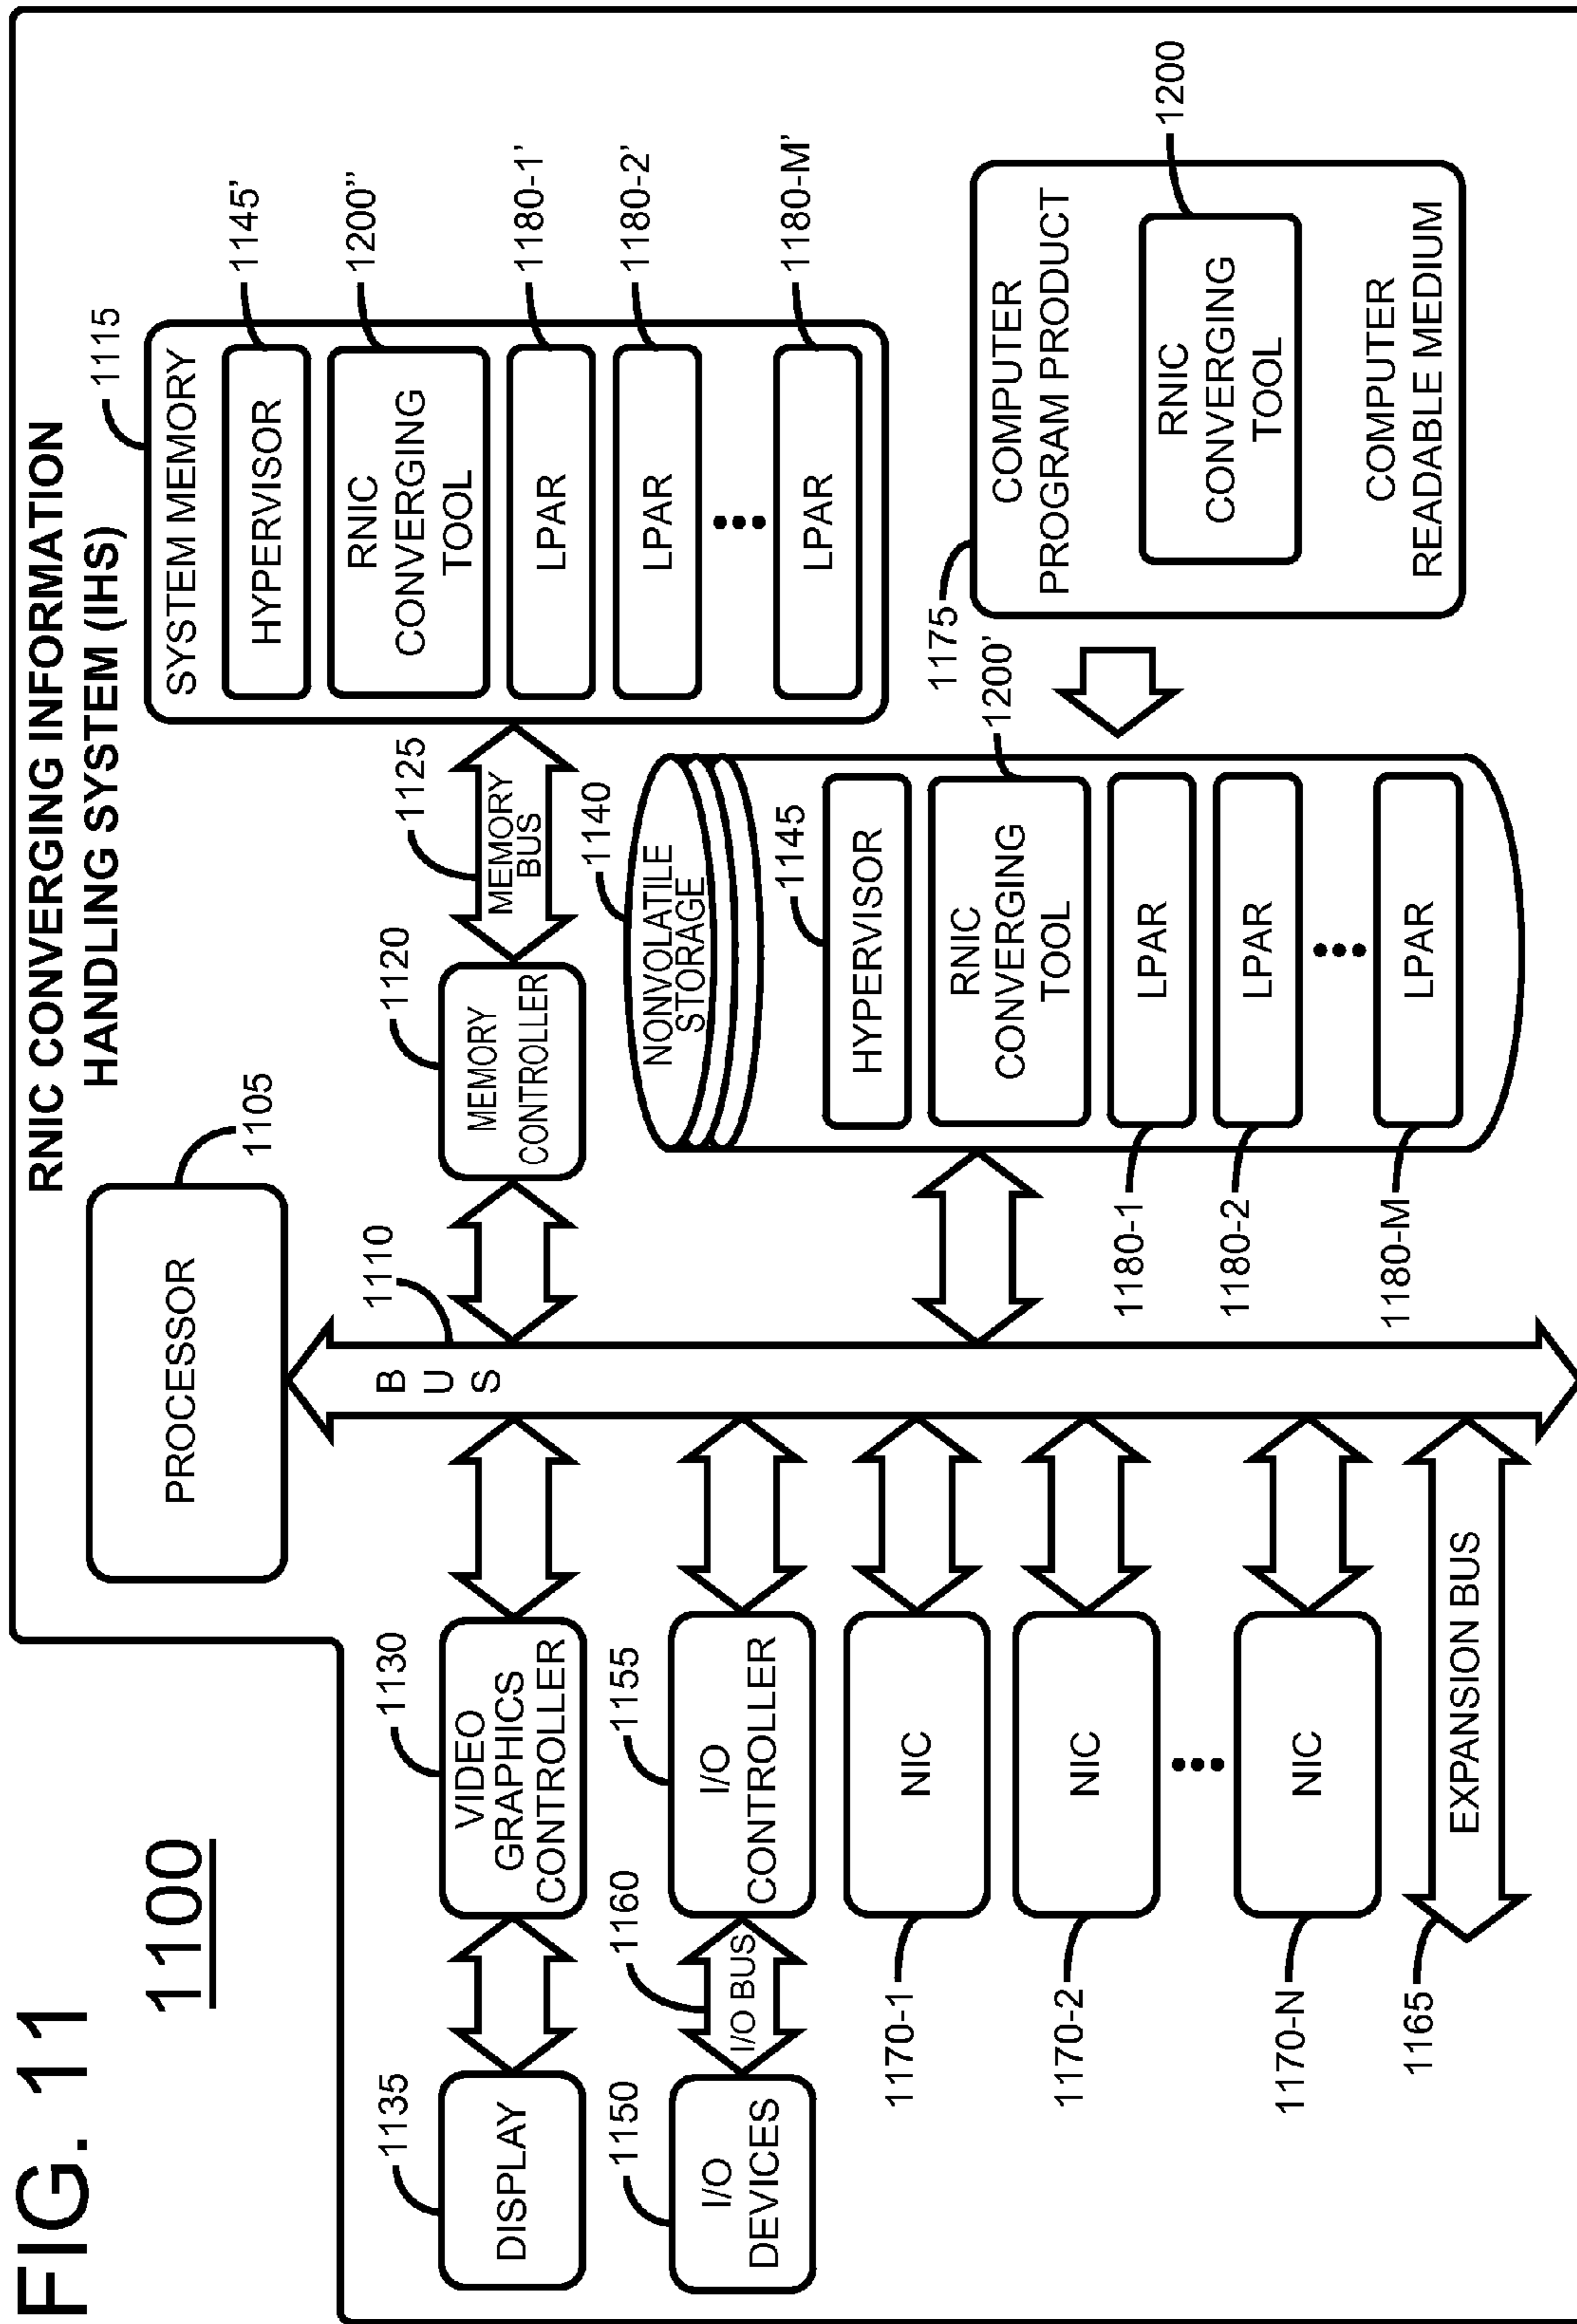 FIG. 11
1100
RNIC CONVERGING INFORMATION
HANDLING SYSTEM (IHS)
PROCESSOR
1105
BUS
1110
SYSTEM MEMORY
1115
HYPERVISOR
1145'
RNIC
CONVERGING
TOOL
1200''
LPAR
1180-1'
LPAR
1180-2'
LPAR
1180-M'
MEMORY
CONTROLLER
1120
MEMORY
BUS
1125
DISPLAY
1135
VIDEO
GRAPHICS
CONTROLLER
1130
I/O
DEVICES
1150
I/O BUS
1160
I/O
CONTROLLER
1155
NIC
1170-1
NIC
1170-2
NIC
1170-N
EXPANSION BUS
1165
NONVOLATILE
STORAGE
1140
HYPERVISOR
1145
RNIC
CONVERGING
TOOL
1200'
LPAR
1180-1
LPAR
1180-2
LPAR
1180-M
1175
COMPUTER
PROGRAM PRODUCT
RNIC
CONVERGING
TOOL
1200
COMPUTER
READABLE MEDIUM